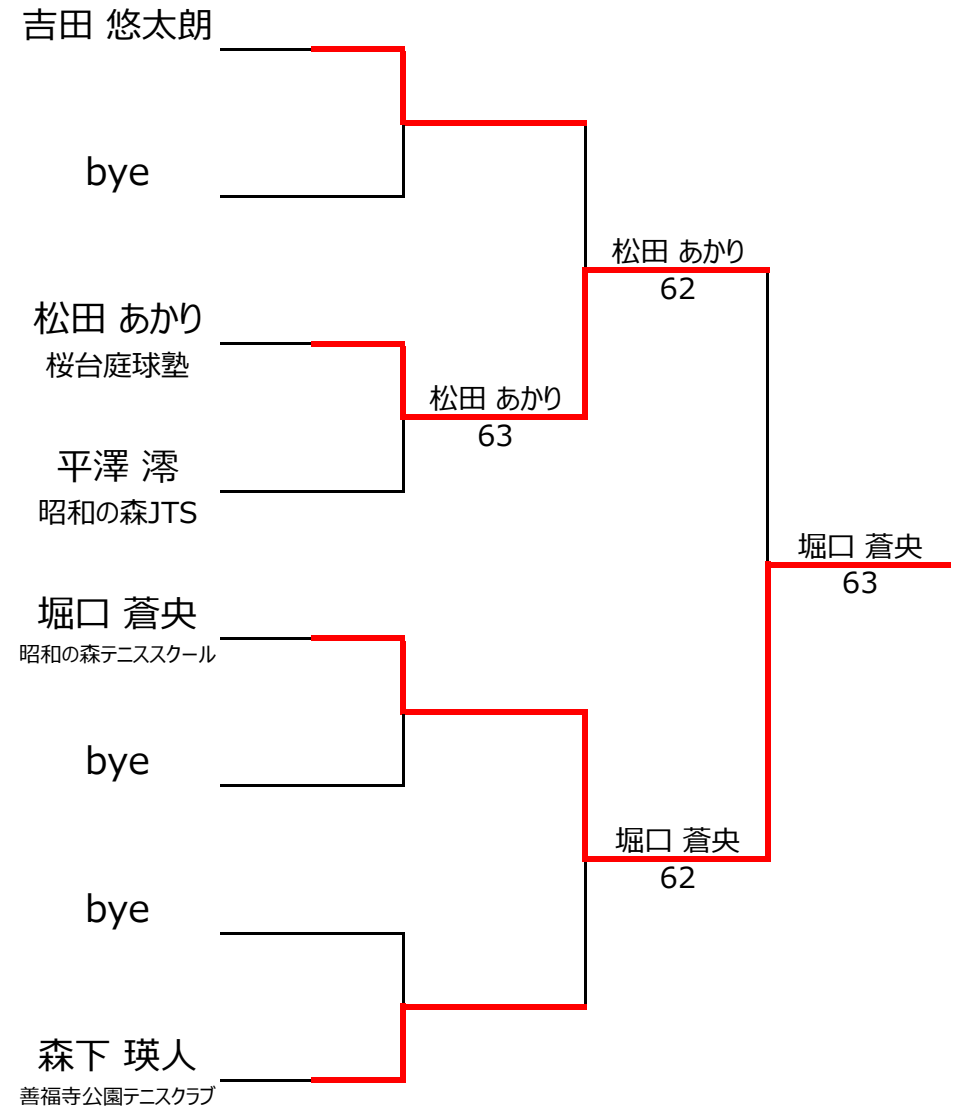 吉田 悠太朗
bye
松田 あかり
62
松田 あかり
桜台庭球塾
松田 あかり
63
平澤 澪
昭和の森JTS
堀口 蒼央
63
堀口 蒼央
昭和の森テニススクール
bye
堀口 蒼央
62
bye
森下 瑛人
善福寺公園テニスクラブ